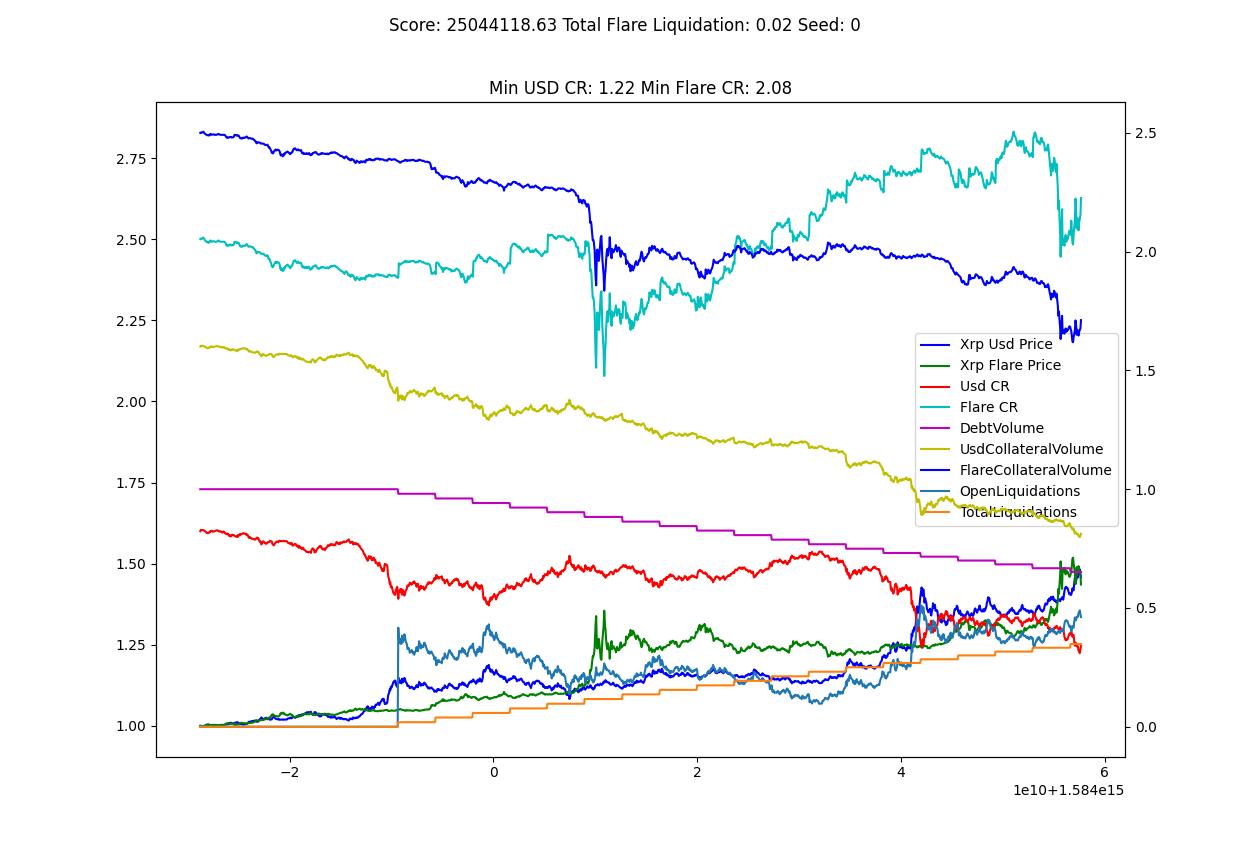 Score: 25044118.63 Total Flare Liquidation: 0.02 Seed: 0
Min USD CR: 1.22 Min Flare CR: 2.08
2.75
2.50
2.25
2.00
1.75
1.50
1.25
1.00
2.5
2.0
1.5
1.0
0.5
0.0
Xrp Usd Price
Xrp Flare Price
Usd CR
Flare CR
DebtVolume
UsdCollateralVolume
FlareCollateralVolume
OpenLiquidations
TotalLiquidations
−2 0 2 4 6
1e10+1.584e15